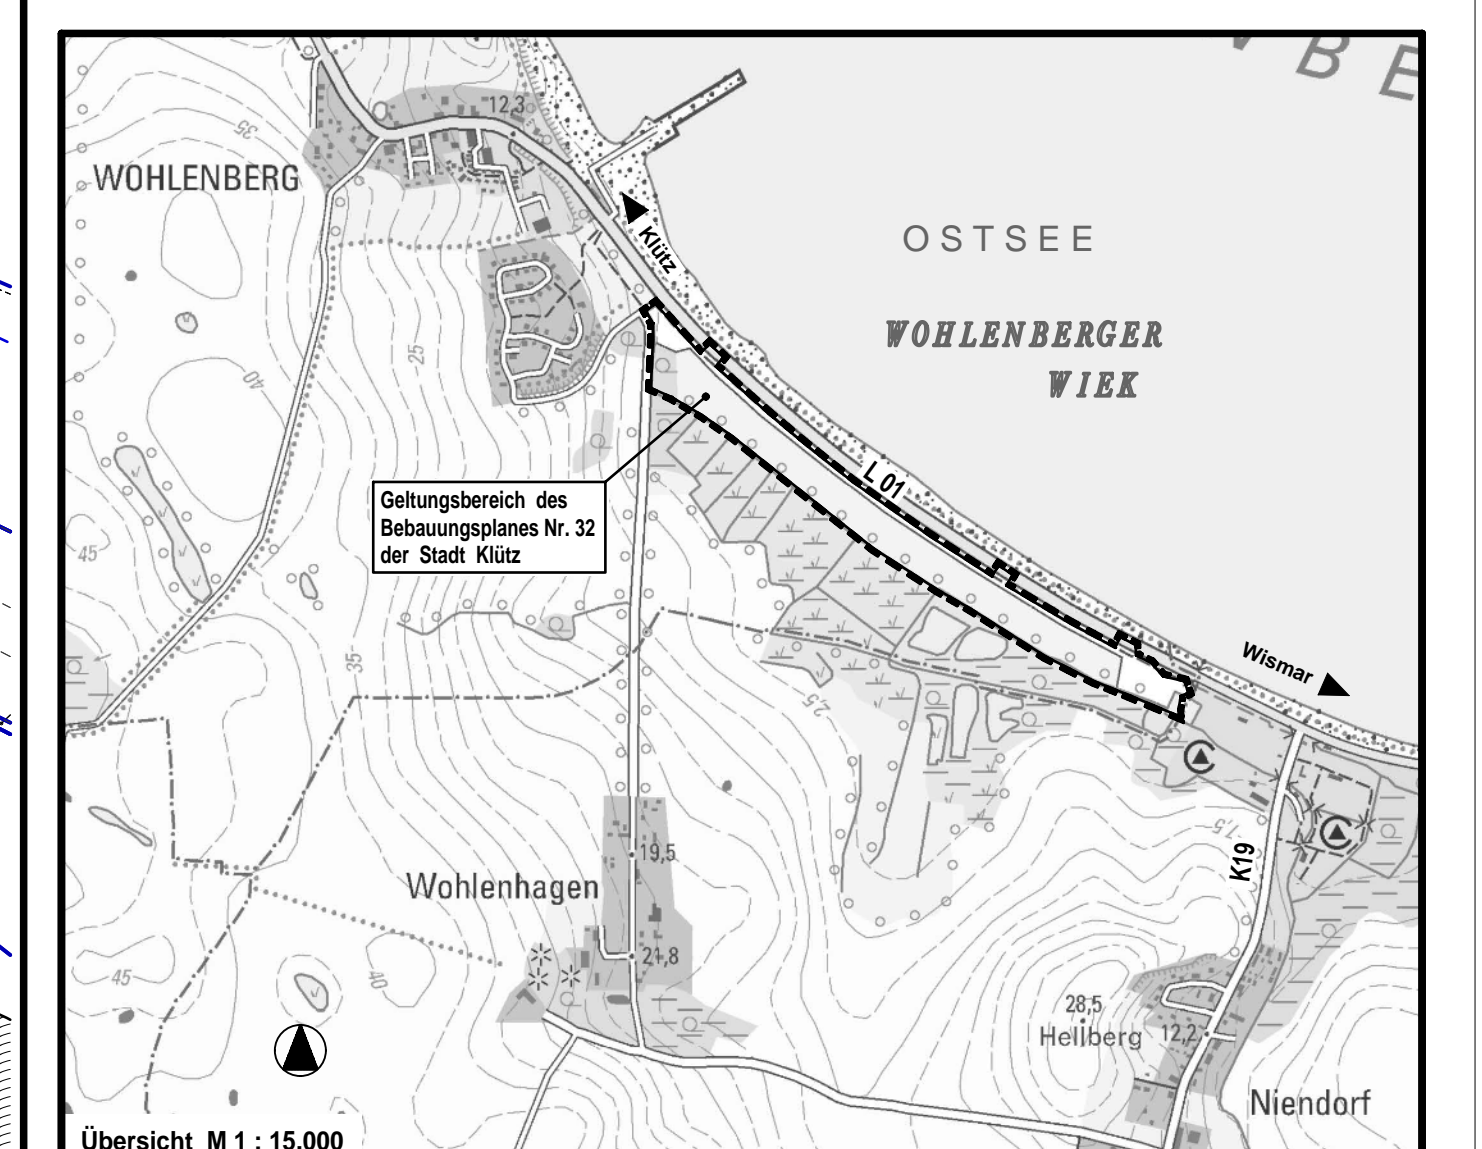 BE
12,3
35
WOHLENBERG
OSTSEE
Klütz
WOHLENBERGER
WIEK
25
40
L 01
Geltungsbereich des
Bebauungsplanes Nr. 32
der Stadt Klütz
45
35
Wismar
2,5
-1,5
K19
19,5
Wohlenhagen
21,8
45
40
28,5
Hellberg
12,2
Niendorf
Übersicht M 1 : 15.000